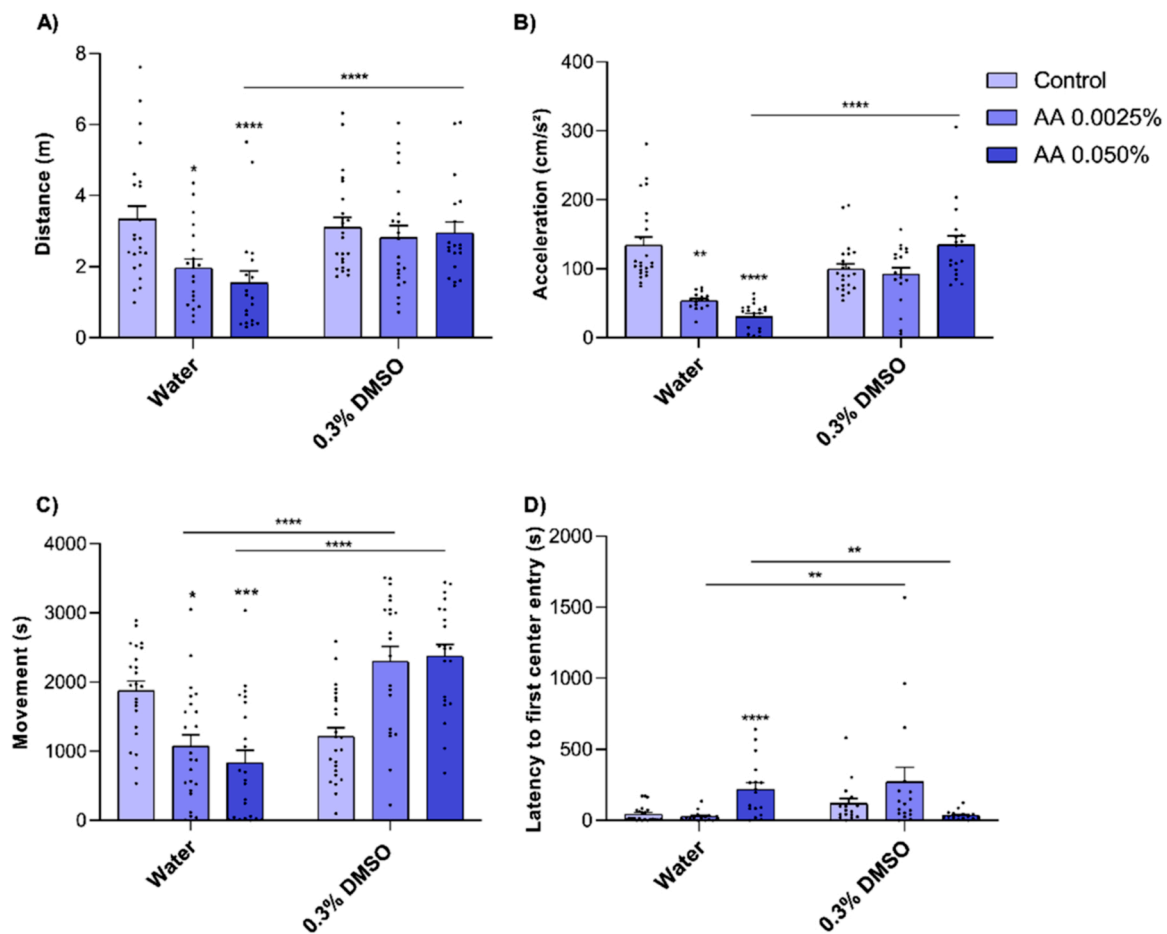 A)
Distance (m)
8
6
4
2
0
*
****
****
Water
0.3% DMSO
B)
Acceleration (cm/s²)
400
300
200
100
0
**
****
****
Water
0.3% DMSO
Control
AA 0.0025%
AA 0.050%
C)
Movement (s)
4000
3000
2000
1000
0
*
***
****
****
Water
0.3% DMSO
D)
Latency to first center entry (s)
2000
1500
1000
500
0
****
**
**
Water
0.3% DMSO